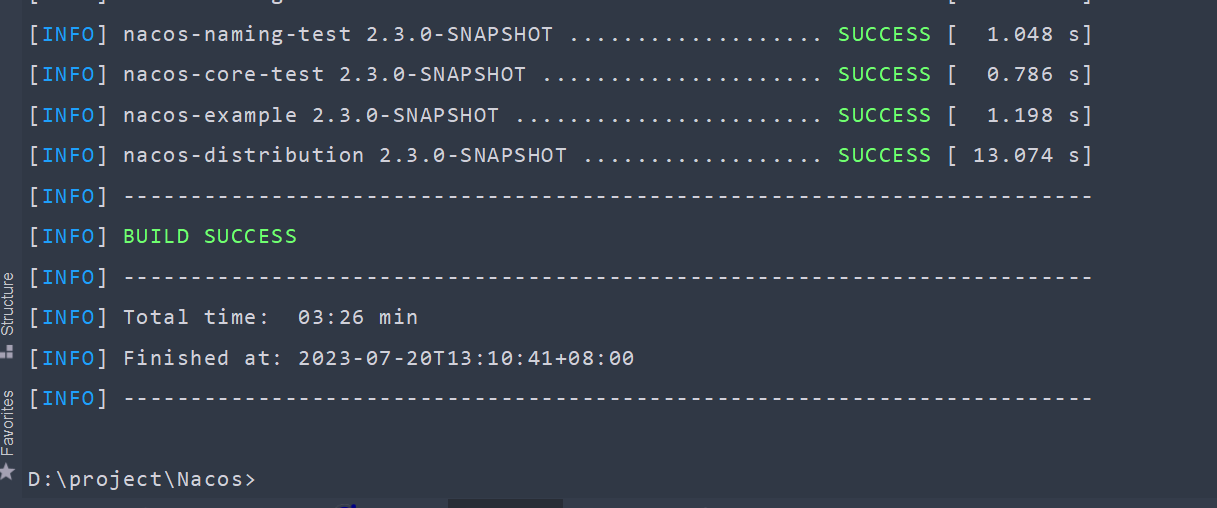 [INFO] nacos-naming-test 2.3.0-SNAPSHOT ................... SUCCESS [  1.048 s]
[INFO] nacos-core-test 2.3.0-SNAPSHOT ..................... SUCCESS [  0.786 s]
[INFO] nacos-example 2.3.0-SNAPSHOT ....................... SUCCESS [  1.198 s]
[INFO] nacos-distribution 2.3.0-SNAPSHOT .................. SUCCESS [ 13.074 s]
[INFO] ------------------------------------------------------------------------
[INFO] BUILD SUCCESS
[INFO] ------------------------------------------------------------------------
[INFO] Total time:  03:26 min
[INFO] Finished at: 2023-07-20T13:10:41+08:00
[INFO] ------------------------------------------------------------------------
D:\project\Nacos>
Structure
Favorites